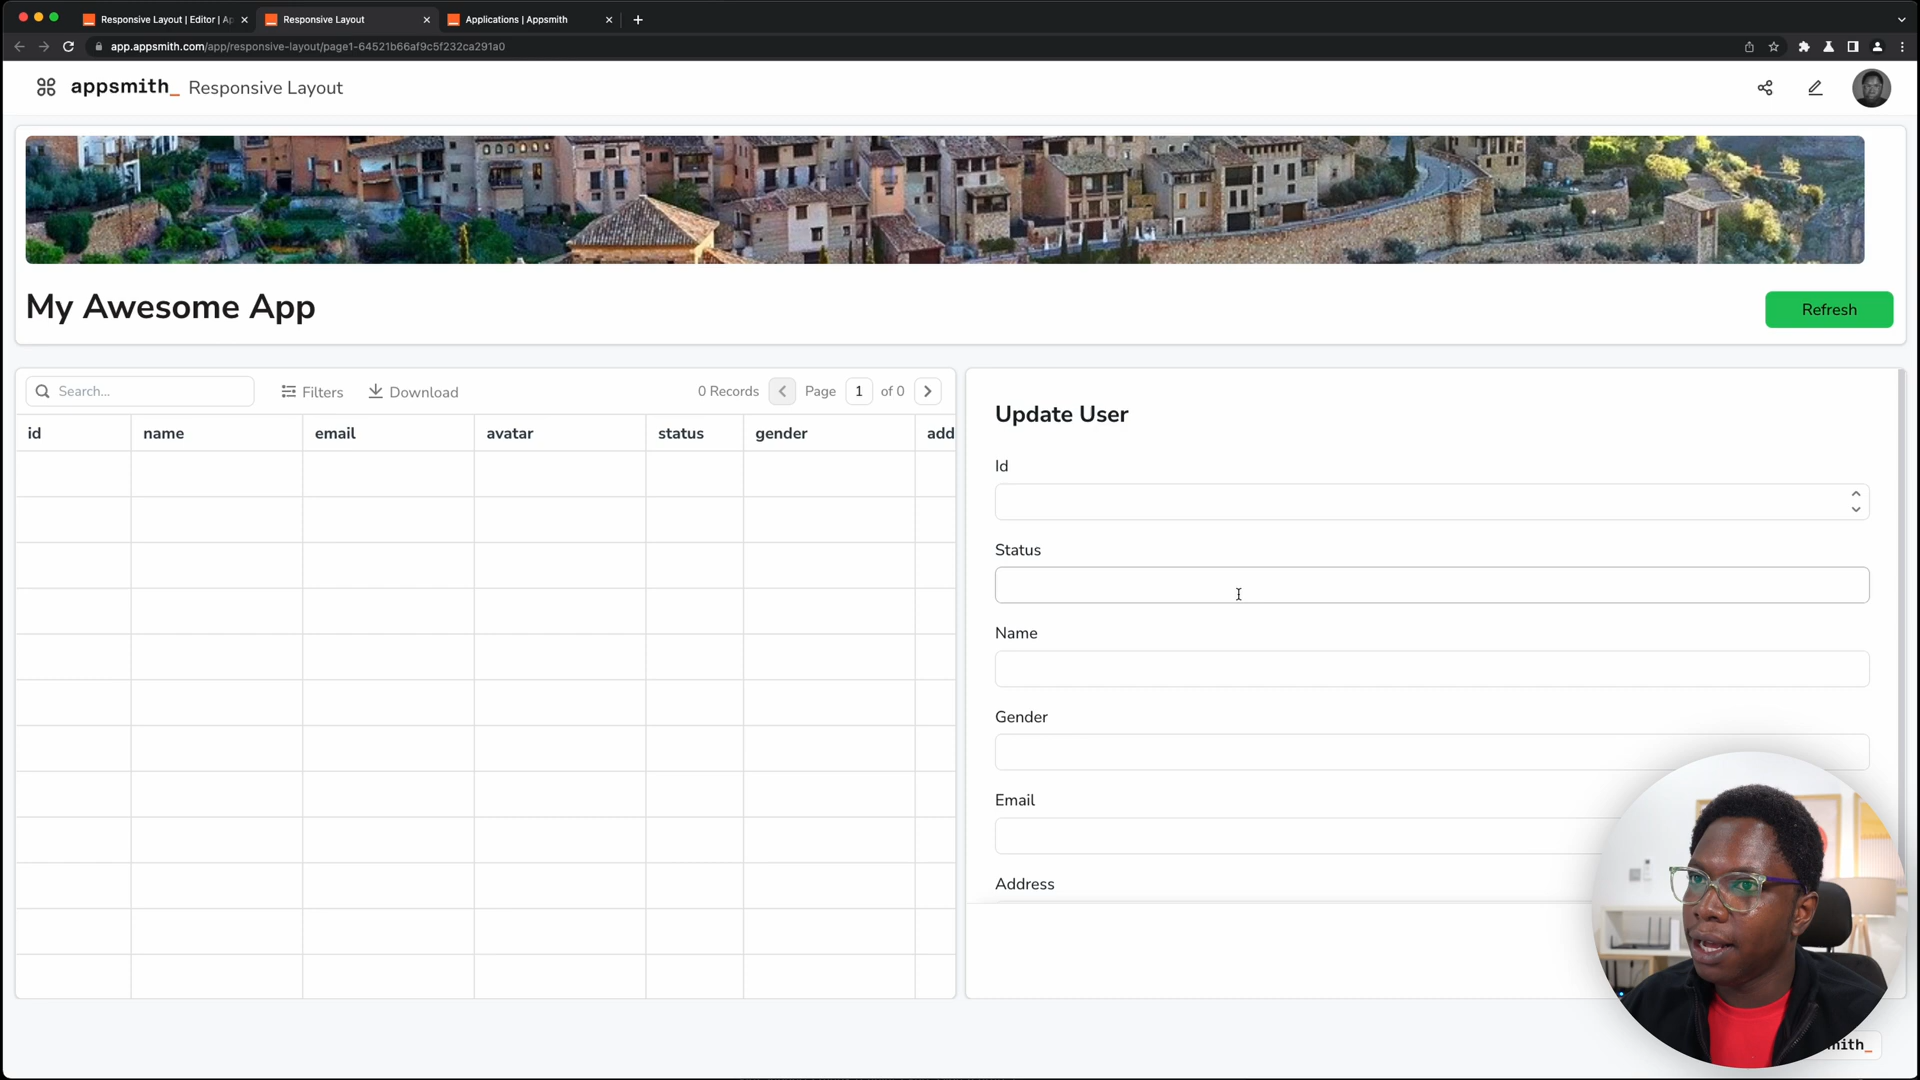 Responsive Layout | Editor | Ap
Responsive Layout
Applications | Appsmith
app.appsmith.com/app/responsive-layout/page1-64521b66af9c5f232ca291a0
appsmith_ Responsive Layout
My Awesome App
Refresh
Search...
Filters
Download
0 Records
Page
1
of 0
id
name
email
avatar
status
gender
add
Update User
Id
Status
Name
Gender
Email
Address
mith_